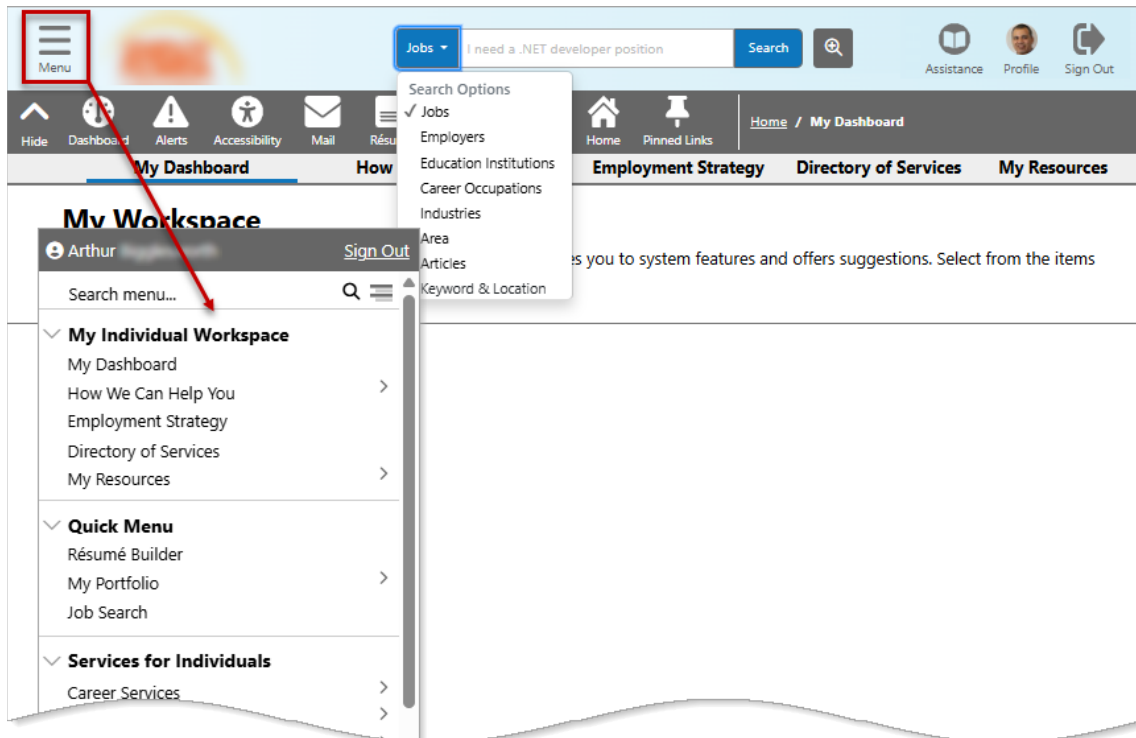 Menu
Jobs
I need a .NET developer position
Search
Assistance
Profile
Sign Out
Search Options
✓ Jobs
Employers
Education Institutions
Career Occupations
Industries
Area
Articles
Keyword & Location
Hide
Dashboard
Alerts
Accessibility
Mail
Home
Pinned Links
Home / My Dashboard
My Dashboard
How
Employment Strategy
Directory of Services
My Resources
My Workspace
you to system features and offers suggestions. Select from the items
Arthur
Sign Out
Search menu...
My Individual Workspace
My Dashboard
How We Can Help You
Employment Strategy
Directory of Services
My Resources
Quick Menu
Résumé Builder
My Portfolio
Job Search
Services for Individuals
Career Services